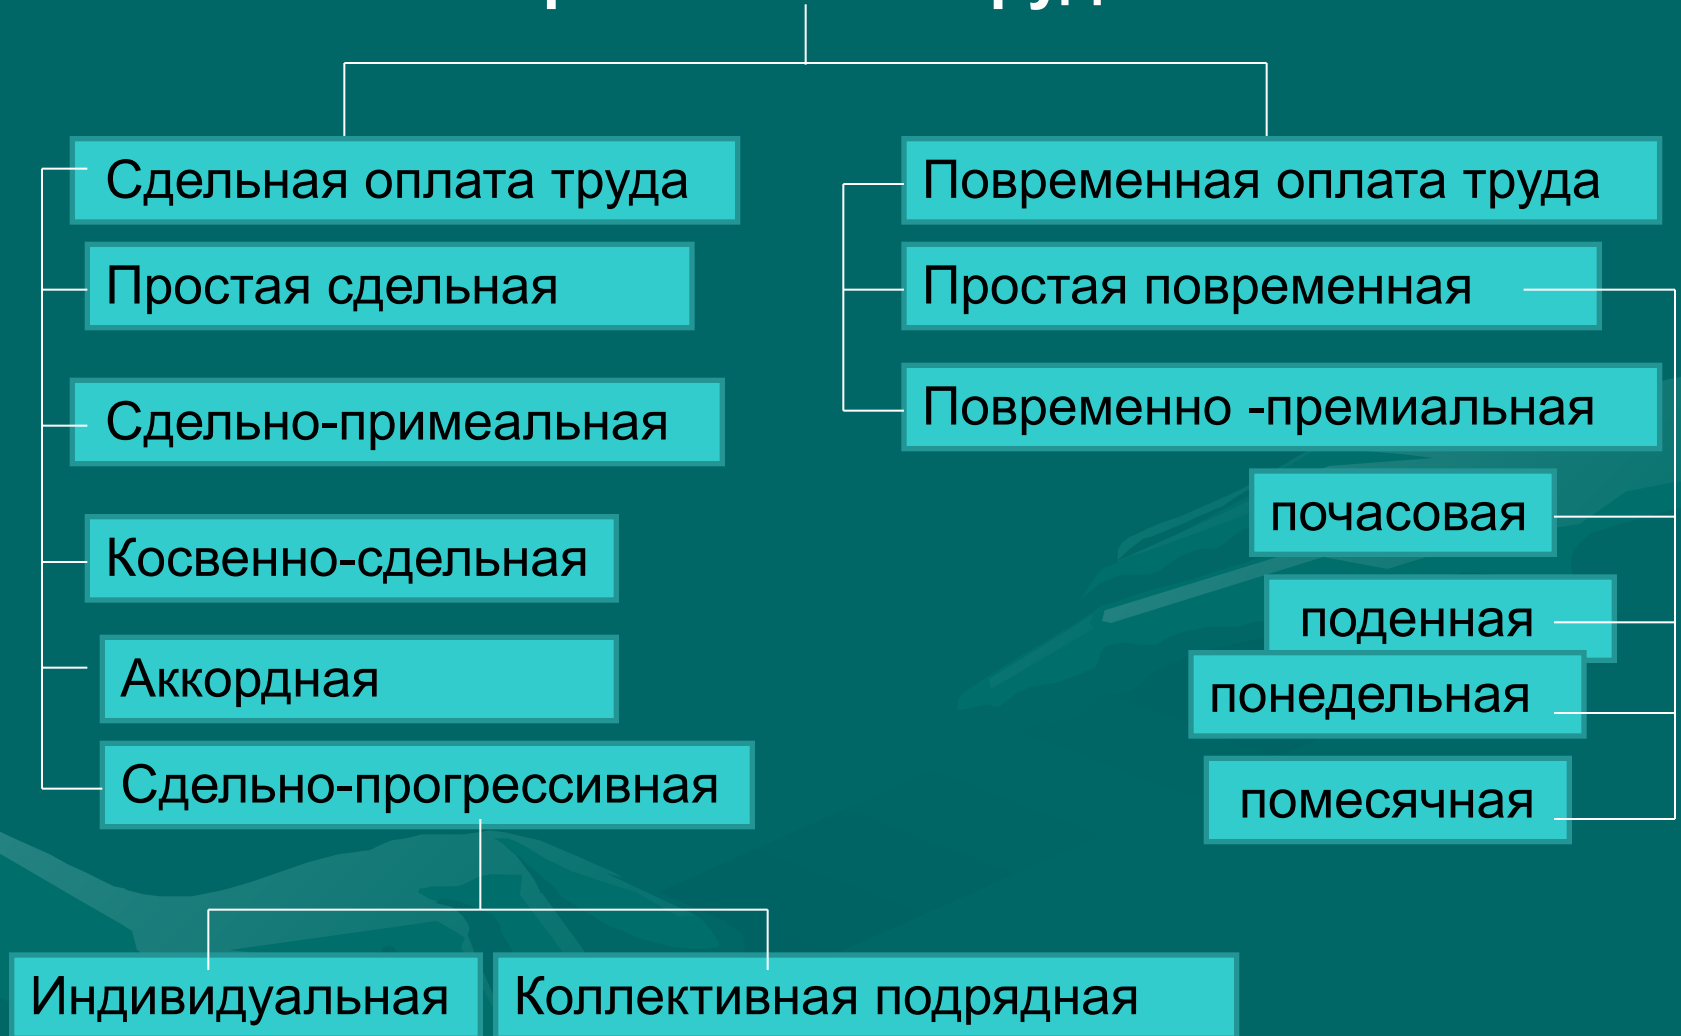 Сдельная оплата труда
Простая сдельная
Сдельно-примеальная
Косвенно-сдельная
Аккордная
Сдельно-прогрессивная
Индивидуальная
Коллективная подрядная
Повременная оплата труда
Простая повременная
Повременно -премиальная
почасовая
поденная
понедельная
помесячная